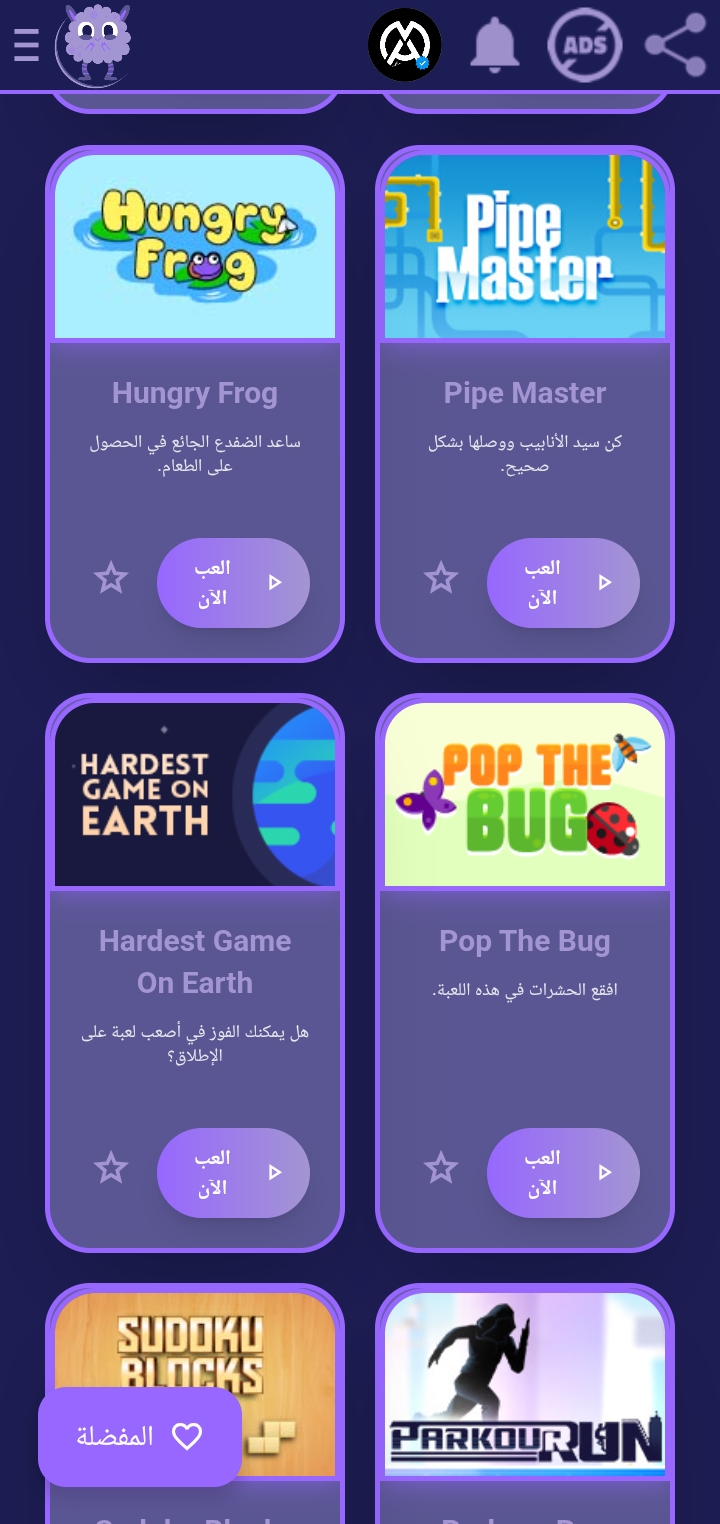 ADS
Hungry
Frog
Pipe
Master
Hungry Frog
Pipe Master
ساعد الضفدع الجائع في الحصول
على الطعام.
كن سيد الأنابيب ووصلها بشكل
صحيح.
العب
الآن
العب
الآن
HARDEST
GAME ON
EARTH
POP THE
BUG
Hardest Game
On Earth
Pop The Bug
هل يمكنك الفوز في أصعب لعبة على
الإطلاق؟
افقع الحشرات في هذه اللعبة.
العب
الآن
العب
الآن
SUDOKU
BLOCKS
PARKOUR RUN
المفضلة